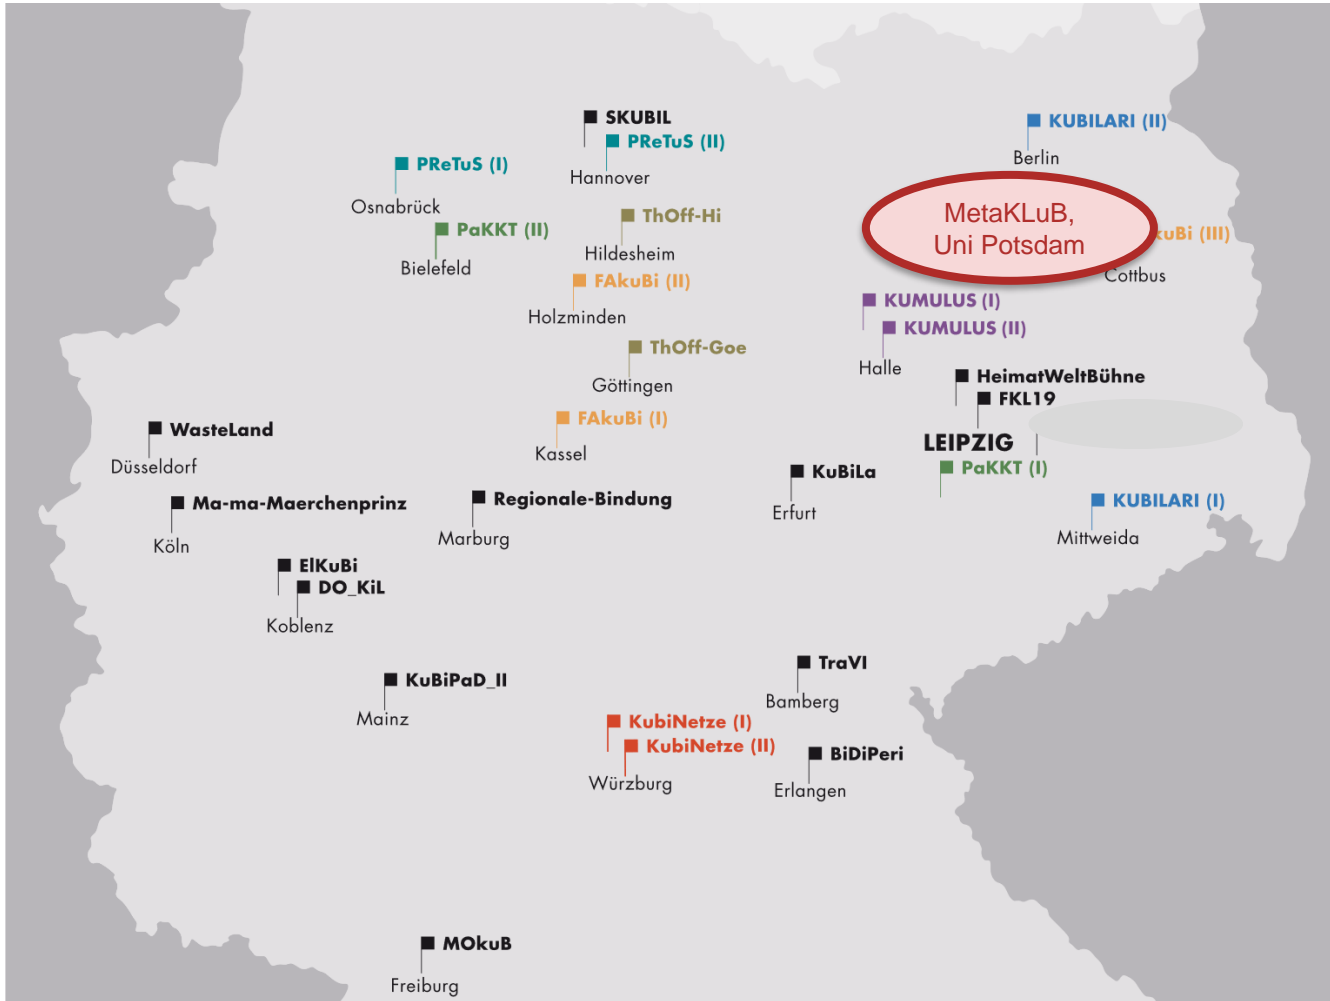 SKUBIL
KUBILARI (II)
PReTuS (II)
Berlin
PReTuS (I)
Hannover
Osnabrück
MetaKLuB,
Uni Potsdam
ThOff-Hi
PaKKT (II)
kuBi (III)
Hildesheim
Bielefeld
Cottbus
FAkuBi (II)
KUMULUS (I)
Holzminden
KUMULUS (II)
ThOff-Goe
Halle
Göttingen
HeimatWeltBühne
FKL19
FAkuBi (I)
WasteLand
LEIPZIG
Kassel
Düsseldorf
PaKKT (I)
KuBiLa
Regionale-Bindung
KUBILARI (I)
Ma-ma-Maerchenprinz
Erfurt
Marburg
Mittweida
Köln
ElKuBi
DO_KiL
Koblenz
TraVI
KuBiPaD_II
Bamberg
Mainz
KubiNetze (I)
KubiNetze (II)
BiDiPeri
Würzburg
Erlangen
MOkuB
Freiburg